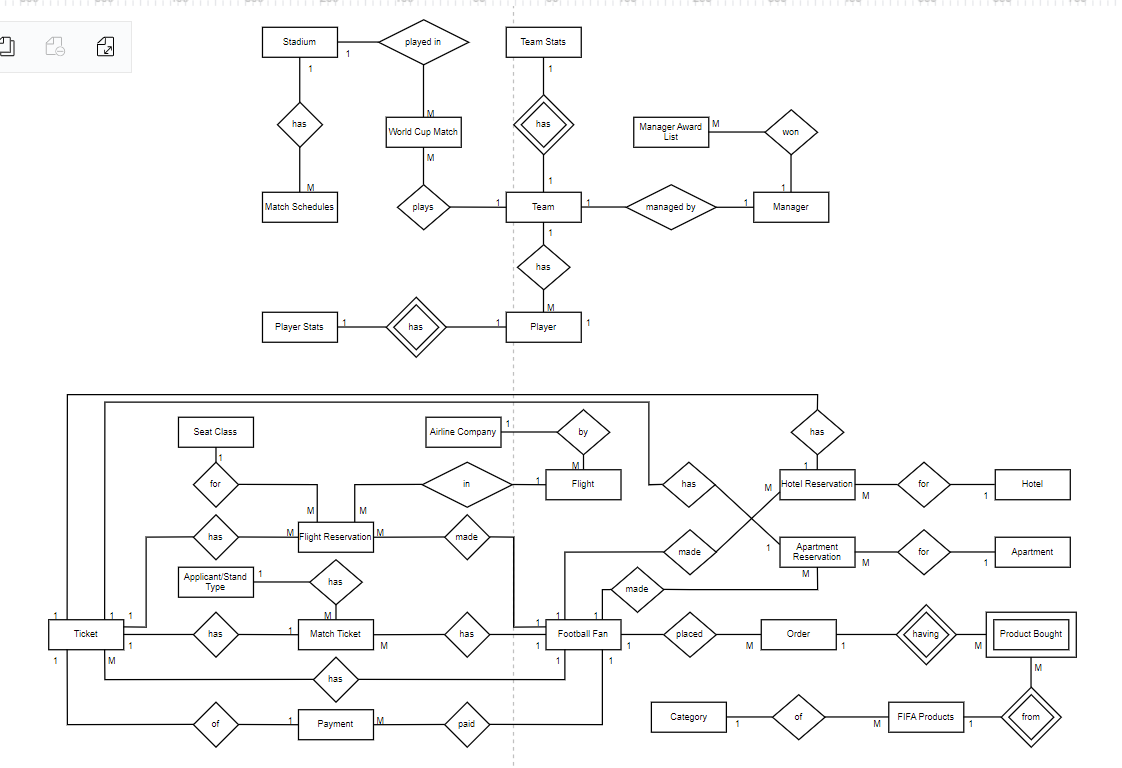 Stadium
played in
Team Stats
1
1
1
has
M
World Cup Match
has
Manager Award
List
M
won
M
M
1
1
Match Schedules
plays
1
Team
1
managed by
1
Manager
1
has
M
Player Stats
1
has
1
Player
1
Seat Class
Airline Company
1
by
has
1
M
1
for
in
1
Flight
has
M
Hotel Reservation
M
for
1
Hotel
M
M
has
M
Flight Reservation
M
made
made
1
Apartment
Reservation
M
for
1
Apartment
Applicant/Stand
Type
1
has
M
made
1
1
1
M
1
1
Ticket
1
has
1
Match Ticket
M
has
1
1
Football Fan
1
placed
M
Order
1
having
M
Product Bought
1
M
1
1
M
has
of
1
Payment
M
paid
Category
1
of
M
FIFA Products
1
from